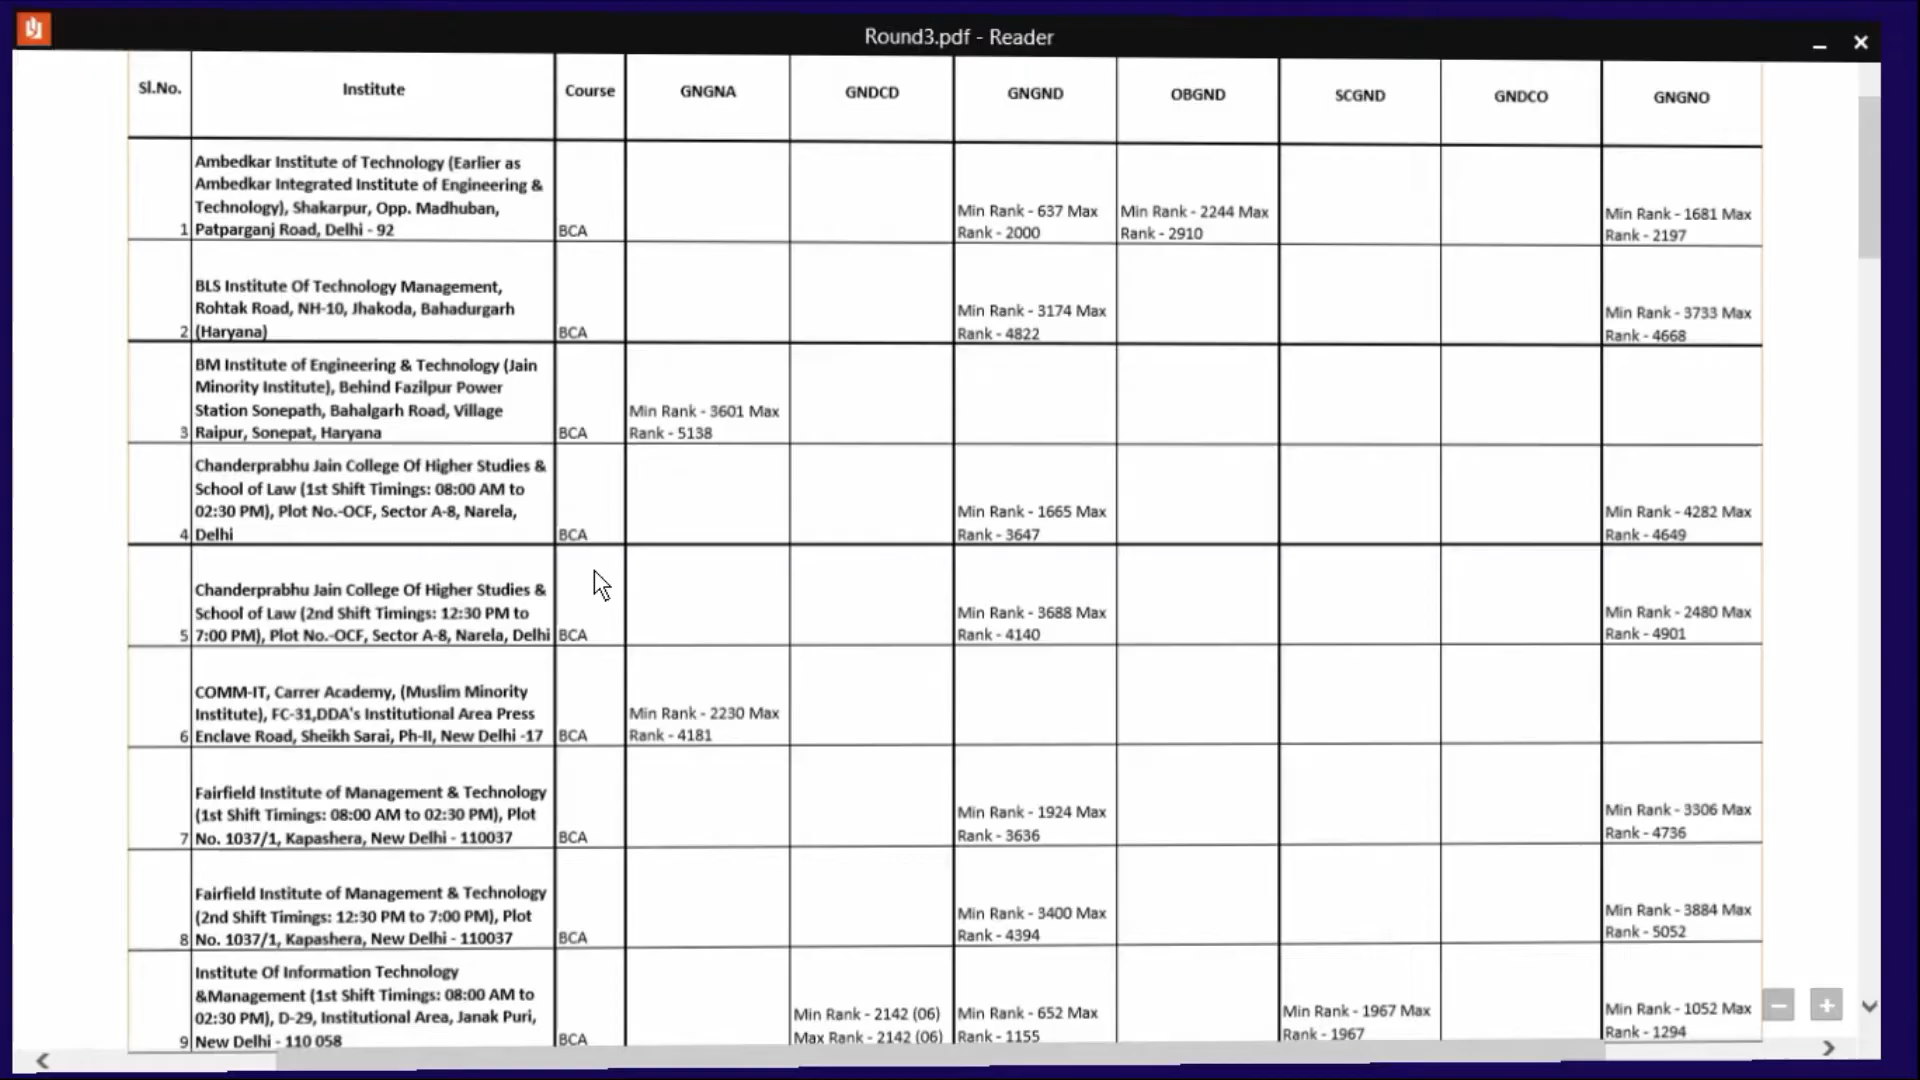 Round3.pdf - Reader
Sl.No. Institute Course GNGNA GNDCD GNGND OBGND SCGND GNDCO GNGNO
Ambedkar Institute of Technology (Earlier as
Ambedkar Integrated Institute of Engineering &
Technology), Shakarpur, Opp. Madhuban, Min Rank - 637 Max Min Rank - 2244 Max Min Rank - 1681 Max
1 Patparganj Road, Delhi - 92 BCA Rank - 2000 Rank - 2910 Rank - 2197
BLS Institute Of Technology Management,
Rohtak Road, NH-10, Jhakoda, Bahadurgarh Min Rank - 3174 Max Min Rank - 3733 Max
2 (Haryana) BCA Rank - 4822 Rank - 4668
BM Institute of Engineering & Technology (Jain
Minority Institute), Behind Fazilpur Power
Station Sonepath, Bahalgarh Road, Village Min Rank - 3601 Max
3 Raipur, Sonepat, Haryana BCA Rank - 5138
Chanderprabhu Jain College Of Higher Studies &
School of Law (1st Shift Timings: 08:00 AM to
02:30 PM), Plot No.-OCF, Sector A-8, Narela, Min Rank - 1665 Max Min Rank - 4282 Max
4 Delhi BCA Rank - 3647 Rank - 4649
Chanderprabhu Jain College Of Higher Studies &
School of Law (2nd Shift Timings: 12:30 PM to Min Rank - 3688 Max Min Rank - 2480 Max
5 7:00 PM), Plot No.-OCF, Sector A-8, Narela, Delhi BCA Rank - 4140 Rank - 4901
COMM-IT, Carrer Academy, (Muslim Minority
Institute), FC-31,DDA's Institutional Area Press Min Rank - 2230 Max
6 Enclave Road, Sheikh Sarai, Ph-II, New Delhi -17 BCA Rank - 4181
Fairfield Institute of Management & Technology
(1st Shift Timings: 08:00 AM to 02:30 PM), Plot Min Rank - 1924 Max Min Rank - 3306 Max
7 No. 1037/1, Kapashera, New Delhi - 110037 BCA Rank - 3636 Rank - 4736
Fairfield Institute of Management & Technology
(2nd Shift Timings: 12:30 PM to 7:00 PM), Plot Min Rank - 3400 Max Min Rank - 3884 Max
8 No. 1037/1, Kapashera, New Delhi - 110037 BCA Rank - 4394 Rank - 5052
Institute Of Information Technology
&Management (1st Shift Timings: 08:00 AM to
02:30 PM), D-29, Institutional Area, Janak Puri, Min Rank - 2142 (06) Min Rank - 652 Max Min Rank - 1967 Max Min Rank - 1052 Max
9 New Delhi - 110 058 BCA Max Rank - 2142 (06) Rank - 1155 Rank - 1967 Rank - 1294